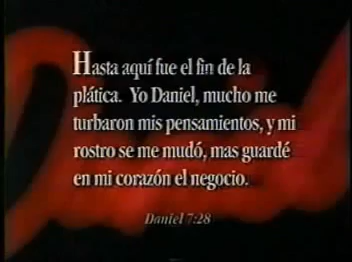 Hasta aquí fue el fin de la
plática. Yo Daniel, mucho me
turbaron mis pensamientos, y mi
rostro se me mudó, mas guardé
en mi corazón el negocio.
Daniel 7:28